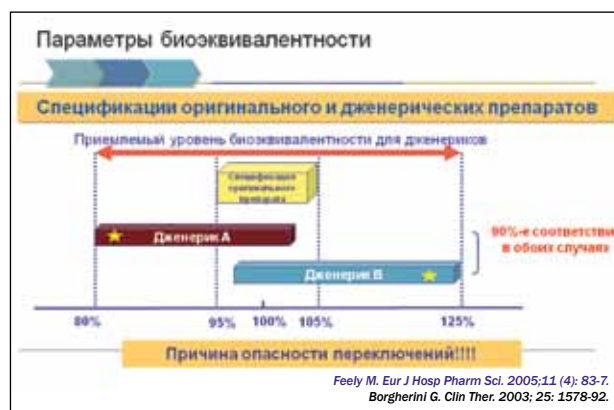 Параметры биоэквивалентности
Спецификации оригинального и дженерических препаратов
Приемлемый уровень биоэквивалентности для дженериков
Спецификация
оригинального
препарата
Дженерик А
90%-е соответстви
в обоих случаях
Дженерик В
80%
95%
100%
105%
125%
Причина опасности переключений!!!!
Feely M. Eur J Hosp Pharm Sci. 2005;11 (4): 83-7.
Borgherini G. Clin Ther. 2003; 25: 1578-92.